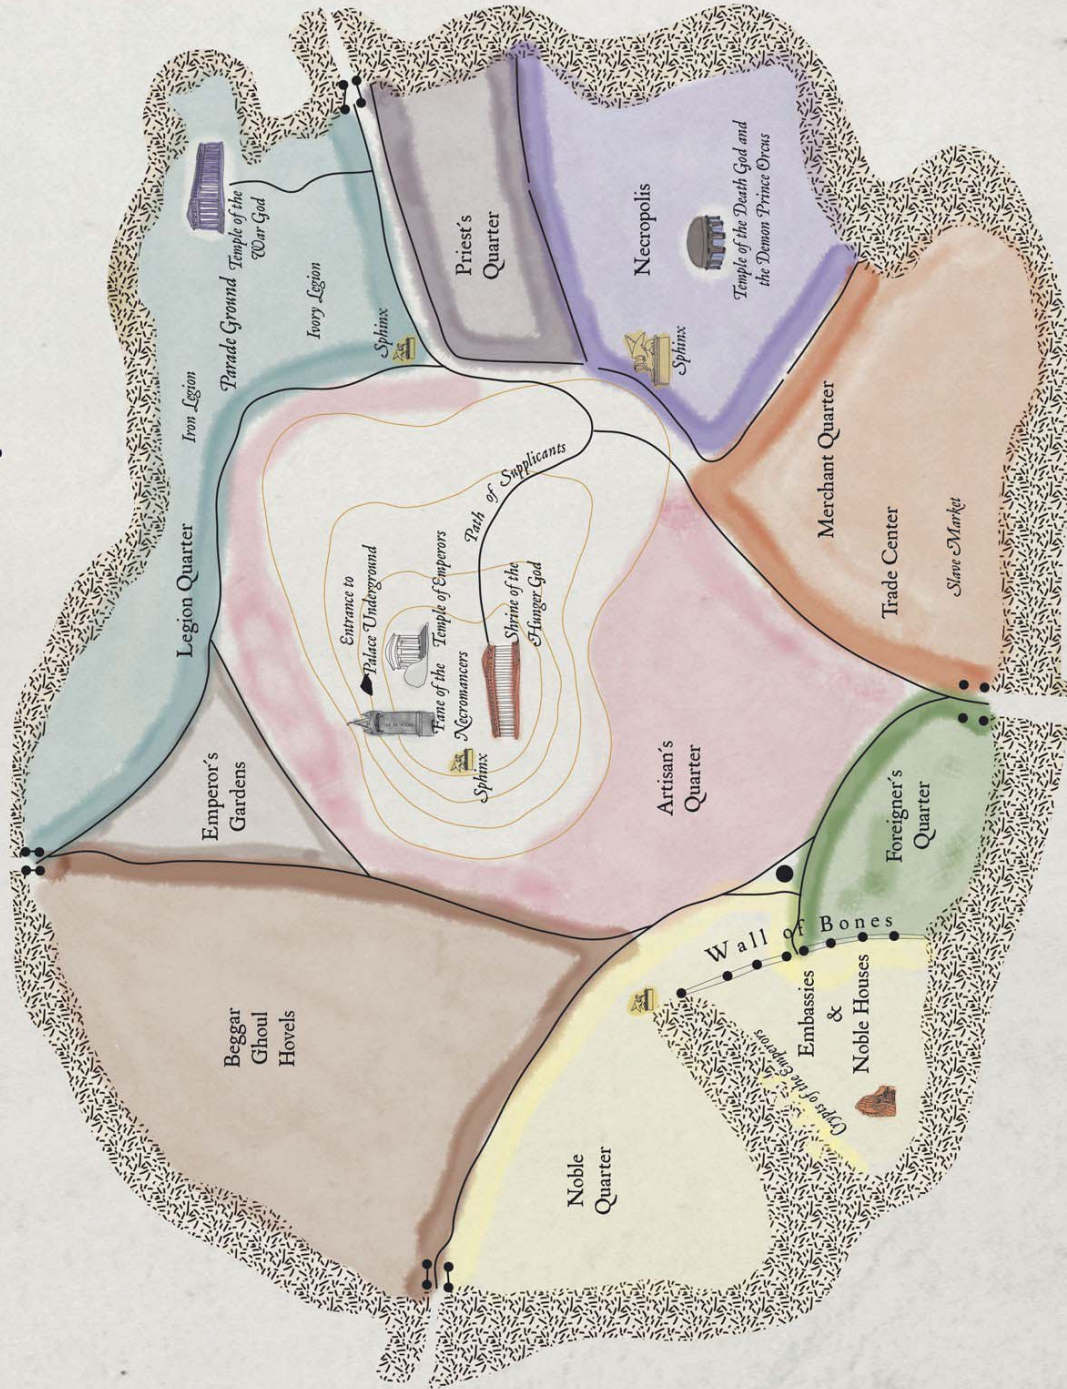 Beggar
Ghoul
Hovels
Emperor's
Gardens
Legion Quarter
Iron Legion
Parade Ground
Ivory Legion
Temple of the
War God
Sphinx
Priest's
Quarter
Necropolis
Temple of the Death God and
the Demon Prince Orcus
Sphinx
Entrance to
Palace Underground
Temple of Emperors
Fane of the
Necromancers
Shrine of the
Hunger God
Sphinx
Path of Supplicants
Artisan's
Quarter
Merchant Quarter
Trade Center
Slave Market
Foreigner's
Quarter
Wall of Bones
Embassies
&
Noble Houses
Crypts of the Emperors
Noble
Quarter